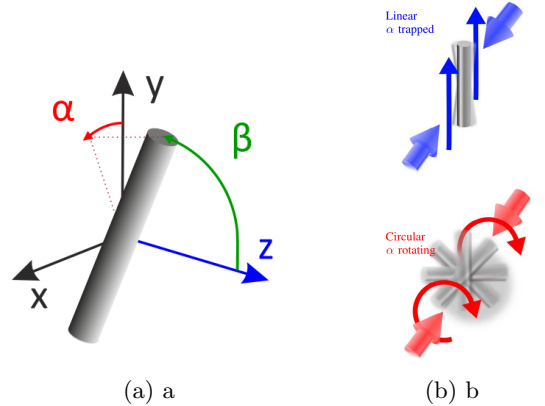 α
y
β
z
x
Linear
α trapped
Circular
α rotating
(a) a
(b) b